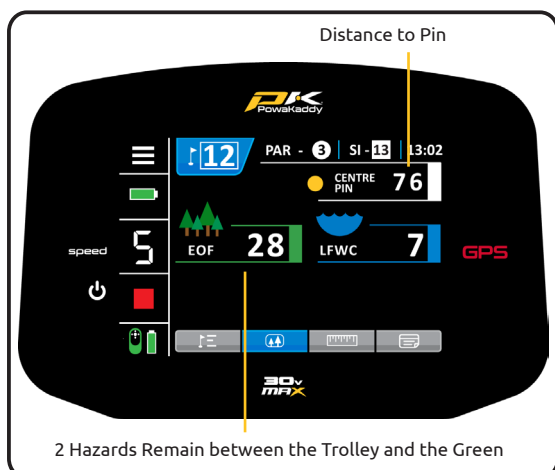 Distance to Pin
PK
PowaKaddy
12 PAR - 3 SI - 13 13:02
CENTRE
PIN 76
speed 5 EOF 28 LFWC 7 GPS
30v
MAX
2 Hazards Remain between the Trolley and the Green